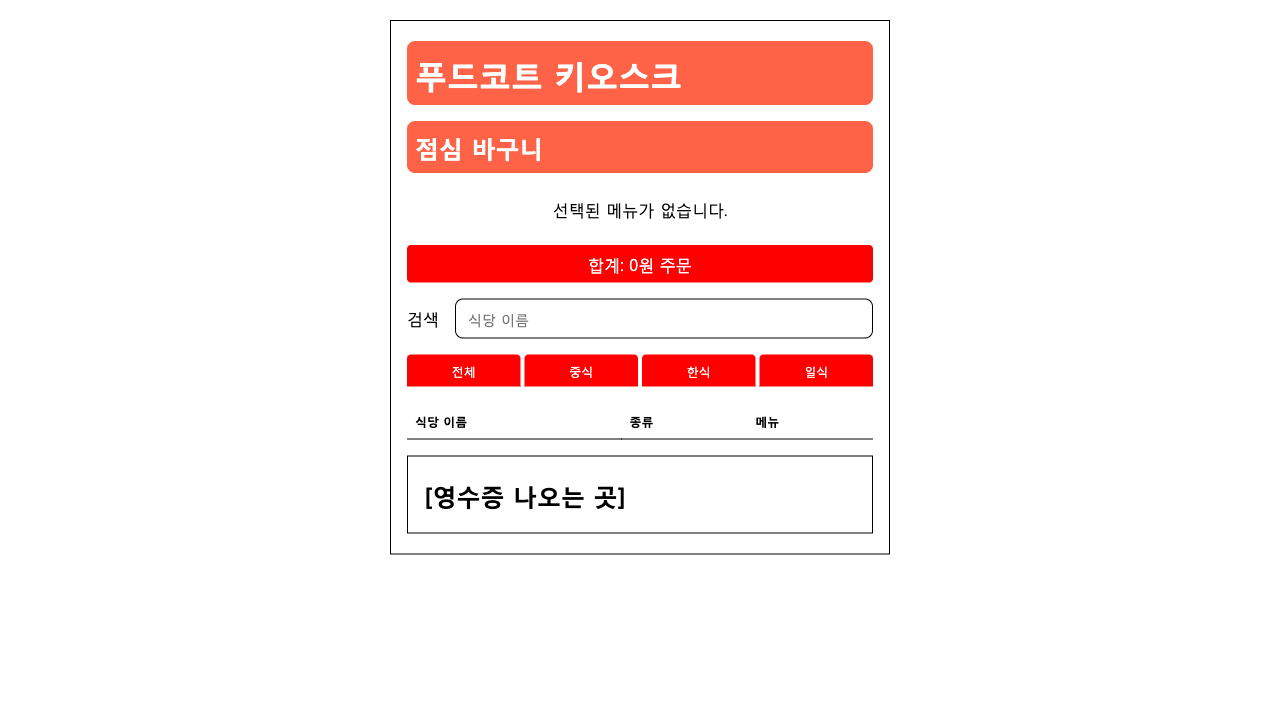 푸드코트 키오스크
점심 바구니
선택된 메뉴가 없습니다.
합계: 0원 주문
검색 식당 이름
전체 중식 한식 일식
식당 이름 종류 메뉴
[영수증 나오는 곳]